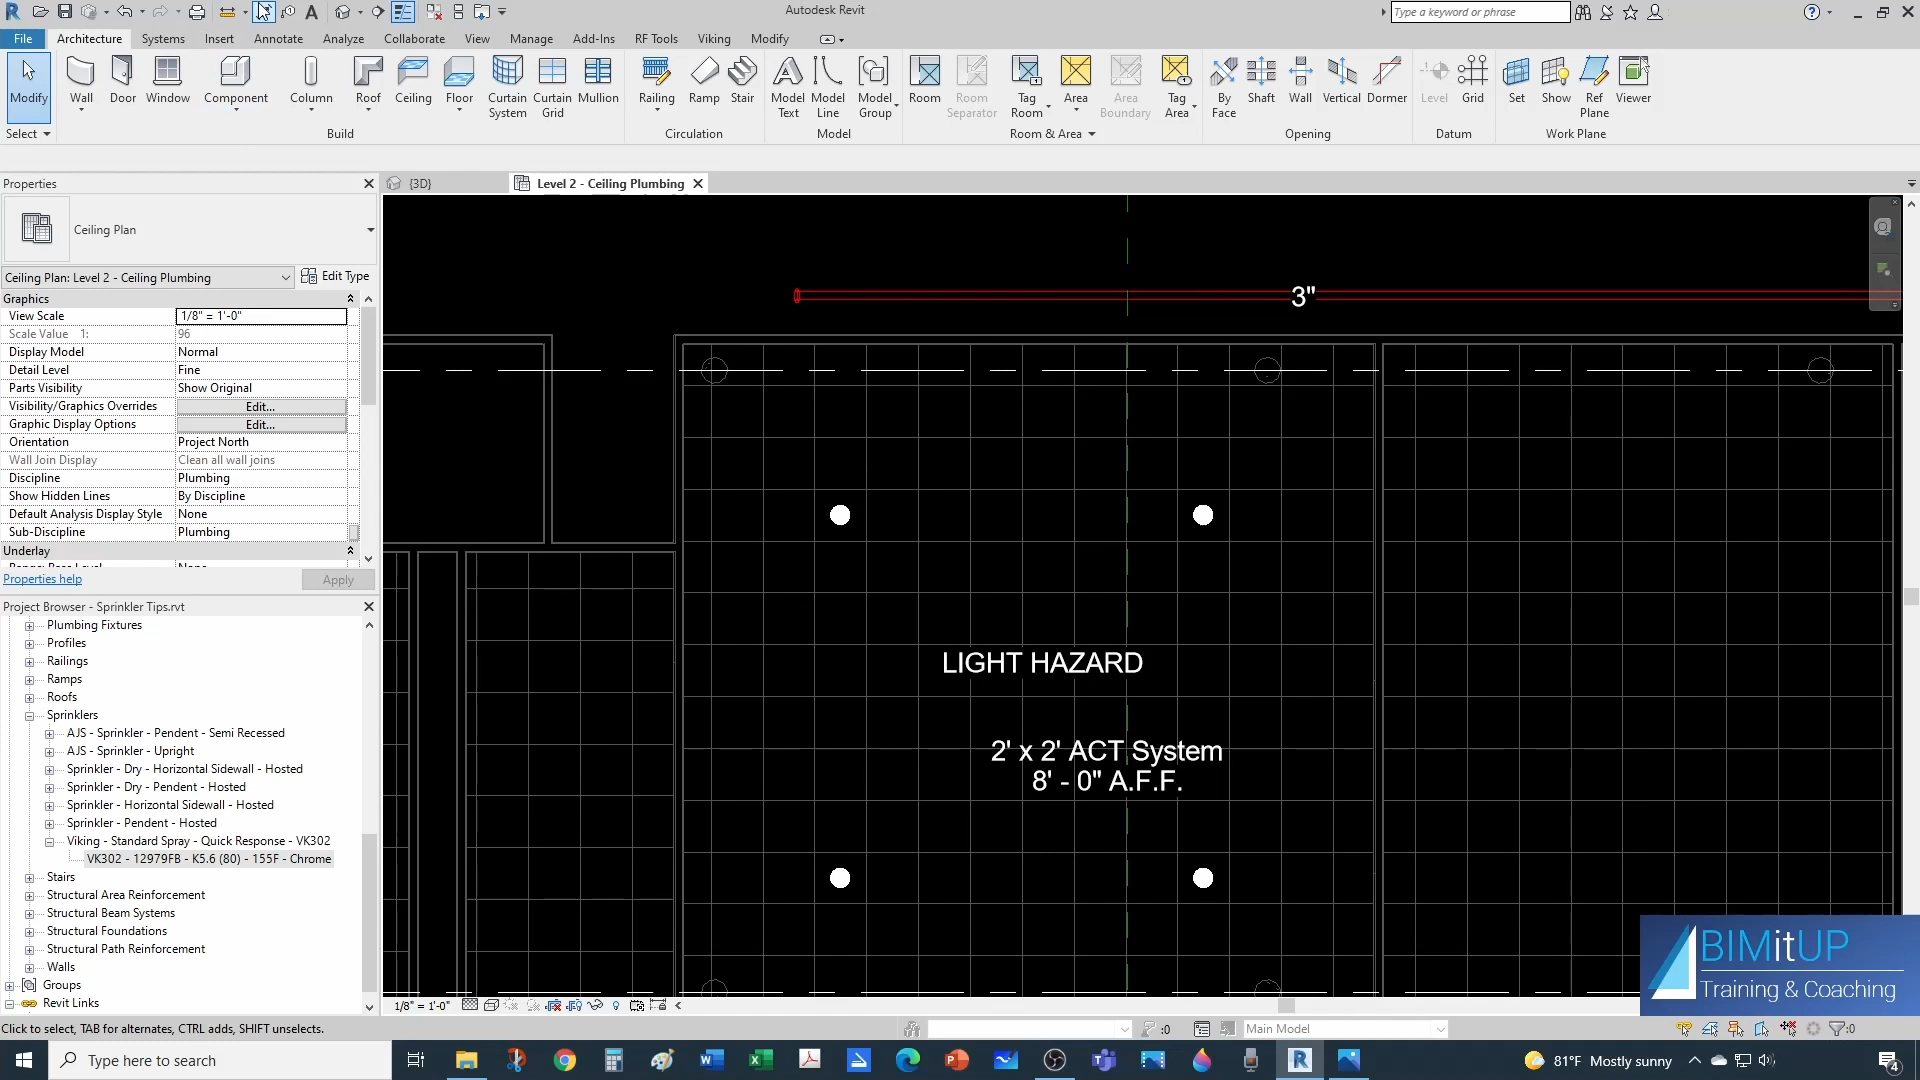 Autodesk Revit
Type a keyword or phrase
File Architecture Systems Insert Annotate Analyze Collaborate View Manage Add-Ins RF Tools Viking Modify
Modify Wall Door Window Component Column Roof Ceiling Floor Curtain System Curtain Grid Mullion Railing Ramp Stair Model Text Model Line Model Group Room Room Separator Tag Room Area Area Boundary Tag Area By Face Shaft Wall Vertical Dormer Level Grid Set Show Ref Plane Viewer
Select Build Circulation Model Room & Area Opening Datum Work Plane
Properties
{3D}
Level 2 - Ceiling Plumbing
Ceiling Plan
Ceiling Plan: Level 2 - Ceiling Plumbing
Edit Type
Graphics
View Scale 1/8" = 1'-0"
Scale Value 1: 96
Display Model Normal
Detail Level Fine
Parts Visibility Show Original
Visibility/Graphics Overrides Edit...
Graphic Display Options Edit...
Orientation Project North
Wall Join Display Clean all wall joins
Discipline Plumbing
Show Hidden Lines By Discipline
Default Analysis Display Style None
Sub-Discipline Plumbing
Underlay
Properties help
Apply
Project Browser - Sprinkler Tips.rvt
Plumbing Fixtures
Profiles
Railings
Ramps
Roofs
Sprinklers
AJS - Sprinkler - Pendent - Semi Recessed
AJS - Sprinkler - Upright
Sprinkler - Dry - Horizontal Sidewall - Hosted
Sprinkler - Dry - Pendent - Hosted
Sprinkler - Horizontal Sidewall - Hosted
Sprinkler - Pendent - Hosted
Viking - Standard Spray - Quick Response - VK302
VK302 - 12979FB - K5.6 (80) - 155F - Chrome
Stairs
Structural Area Reinforcement
Structural Beam Systems
Structural Foundations
Structural Path Reinforcement
Walls
Groups
Revit Links
3"
LIGHT HAZARD
2' x 2' ACT System
8' - 0" A.F.F.
BIMitUP
Training & Coaching
1/8" = 1'-0"
Click to select, TAB for alternates, CTRL adds, SHIFT unselects.
:0
Main Model
:0
Type here to search
81°F Mostly sunny
4